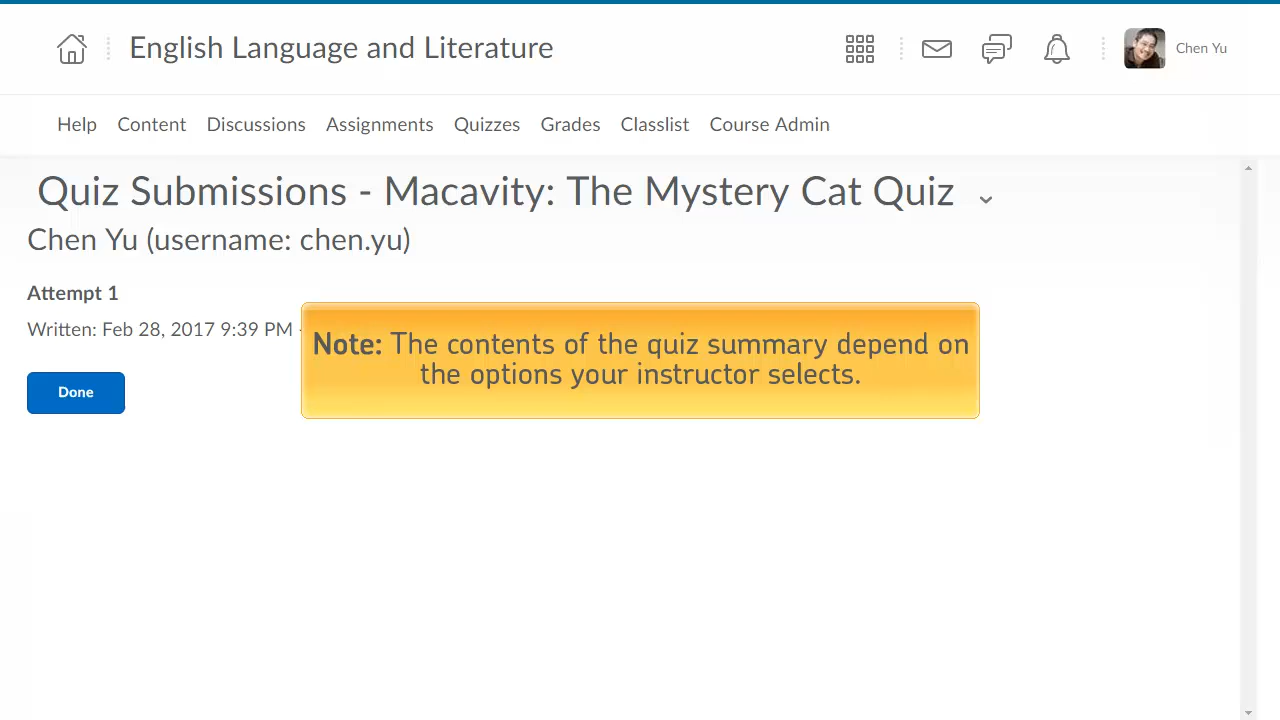 English Language and Literature
Chen Yu
Help Content Discussions Assignments Quizzes Grades Classlist Course Admin
Quiz Submissions - Macavity: The Mystery Cat Quiz
Chen Yu (username: chen.yu)
Attempt 1
Written: Feb 28, 2017 9:39 PM -
Note: The contents of the quiz summary depend on
the options your instructor selects.
Done